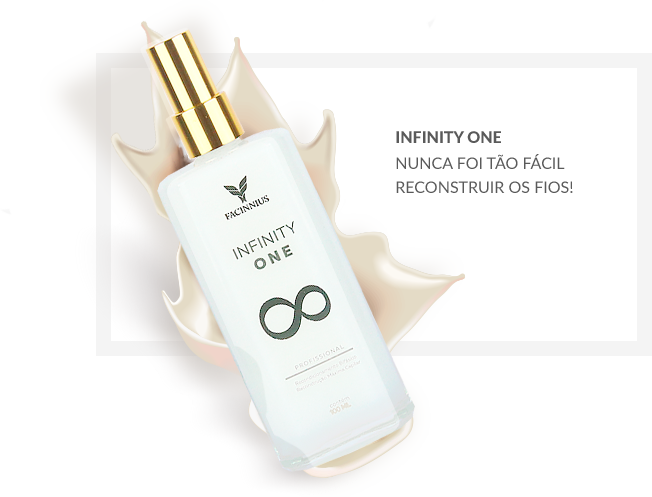 INFINITY ONE
NUNCA FOI TÃO FÁCIL
RECONSTRUIR OS FIOS!
FACINNIUS
INFINITY
ONE
PROFISSIONAL
100 ML